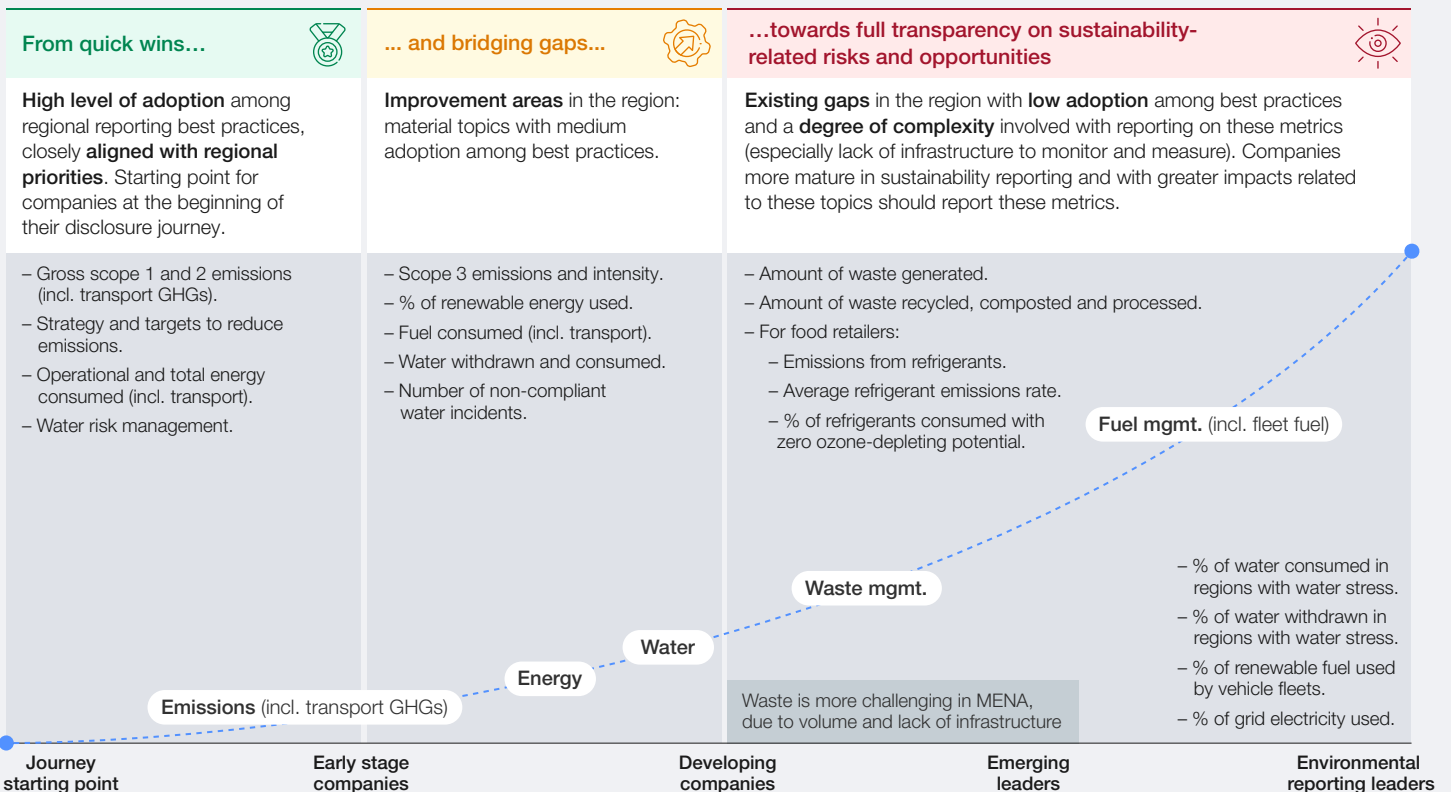 From quick wins…
High level of adoption among
regional reporting best practices,
closely aligned with regional
priorities. Starting point for
companies at the beginning of
their disclosure journey.
– Gross scope 1 and 2 emissions
(incl. transport GHGs).
– Strategy and targets to reduce
emissions.
– Operational and total energy
consumed (incl. transport).
– Water risk management.
... and bridging gaps...
Improvement areas in the region:
material topics with medium
adoption among best practices.
– Scope 3 emissions and intensity.
– % of renewable energy used.
– Fuel consumed (incl. transport).
– Water withdrawn and consumed.
– Number of non-compliant
water incidents.
…towards full transparency on sustainability-
related risks and opportunities
Existing gaps in the region with low adoption among best practices
and a degree of complexity involved with reporting on these metrics
(especially lack of infrastructure to monitor and measure). Companies
more mature in sustainability reporting and with greater impacts related
to these topics should report these metrics.
– Amount of waste generated.
– Amount of waste recycled, composted and processed.
– For food retailers:
– Emissions from refrigerants.
– Average refrigerant emissions rate.
– % of refrigerants consumed with
zero ozone-depleting potential.
Fuel mgmt. (incl. fleet fuel)
Waste mgmt.
Water
Energy
Emissions (incl. transport GHGs)
– % of water consumed in
regions with water stress.
– % of water withdrawn in
regions with water stress.
– % of renewable fuel used
by vehicle fleets.
– % of grid electricity used.
Waste is more challenging in MENA,
due to volume and lack of infrastructure
Journey
starting point
Early stage
companies
Developing
companies
Emerging
leaders
Environmental
reporting leaders